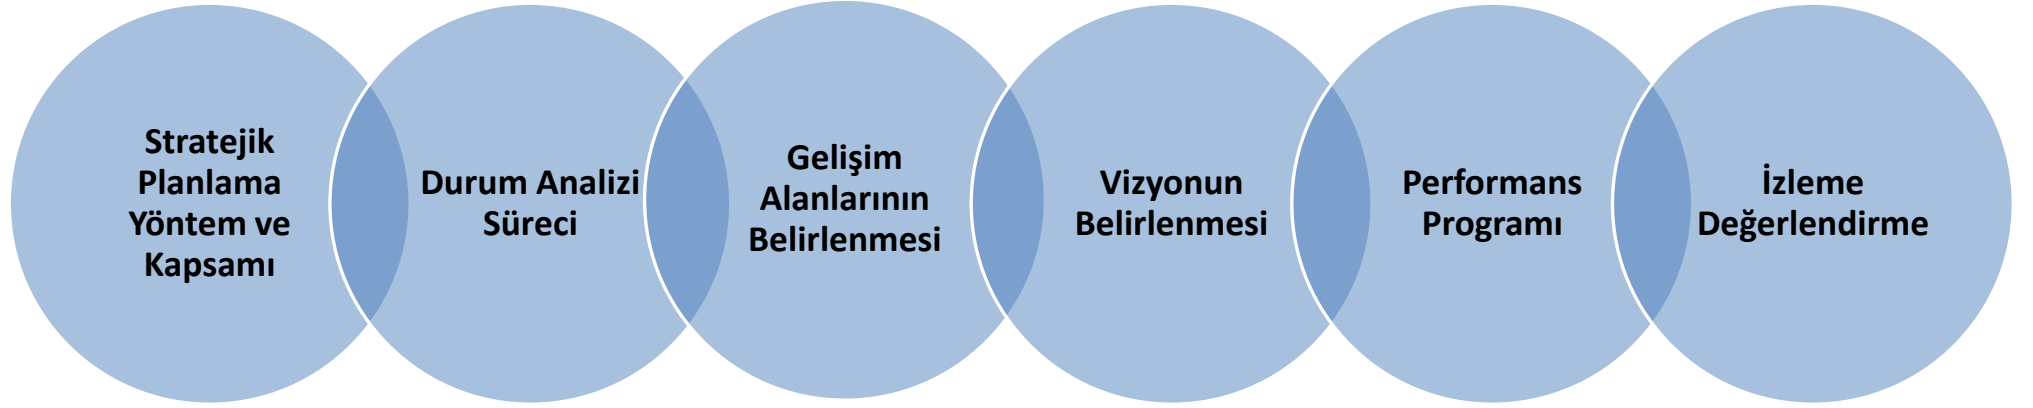 Stratejik
Planlama
Yöntem ve
Kapsamı
Durum Analizi
Süreci
Gelişim
Alanlarının
Belirlenmesi
Vizyonun
Belirlenmesi
Performans
Programı
İzleme
Değerlendirme